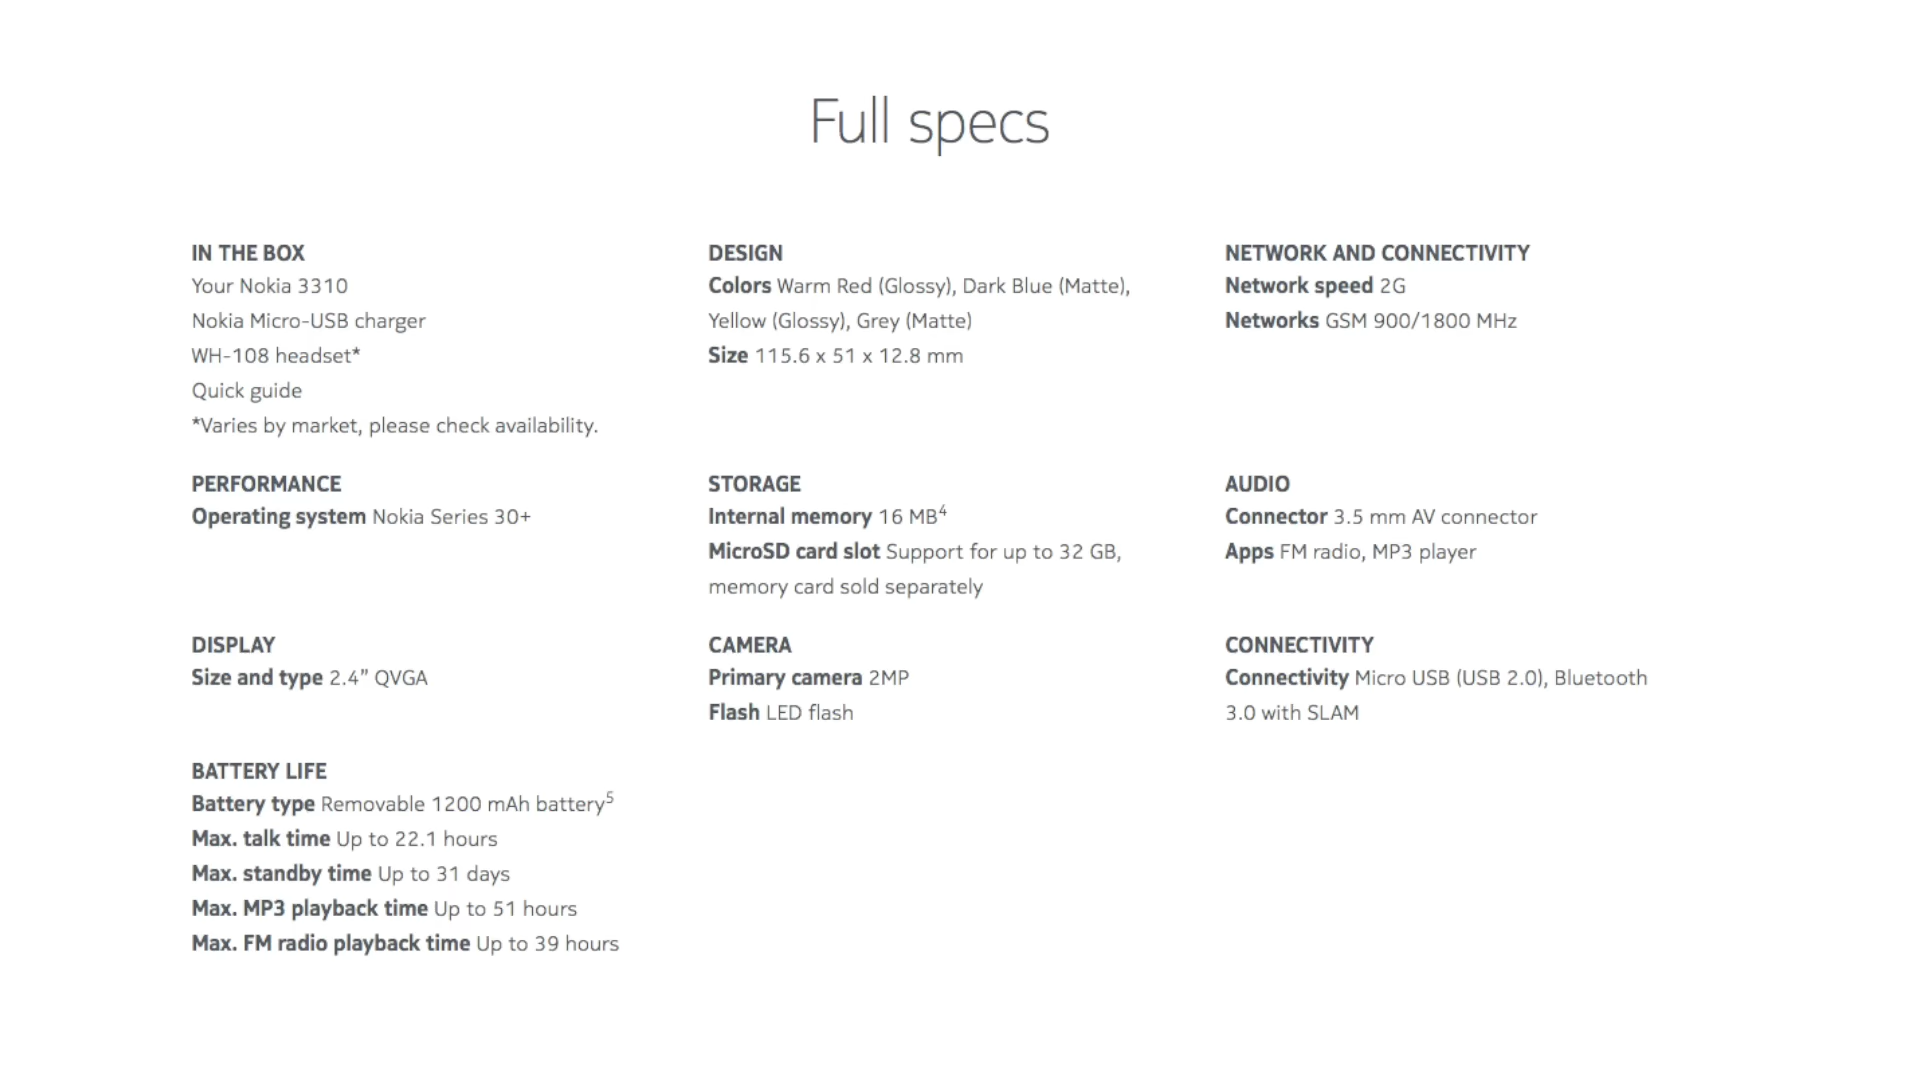 Full specs
IN THE BOX
Your Nokia 3310
Nokia Micro-USB charger
WH-108 headset*
Quick guide
*Varies by market, please check availability.
DESIGN
Colors Warm Red (Glossy), Dark Blue (Matte),
Yellow (Glossy), Grey (Matte)
Size 115.6 x 51 x 12.8 mm
NETWORK AND CONNECTIVITY
Network speed 2G
Networks GSM 900/1800 MHz
PERFORMANCE
Operating system Nokia Series 30+
STORAGE
Internal memory 16 MB⁴
MicroSD card slot Support for up to 32 GB,
memory card sold separately
AUDIO
Connector 3.5 mm AV connector
Apps FM radio, MP3 player
DISPLAY
Size and type 2.4” QVGA
CAMERA
Primary camera 2MP
Flash LED flash
CONNECTIVITY
Connectivity Micro USB (USB 2.0), Bluetooth
3.0 with SLAM
BATTERY LIFE
Battery type Removable 1200 mAh battery⁵
Max. talk time Up to 22.1 hours
Max. standby time Up to 31 days
Max. MP3 playback time Up to 51 hours
Max. FM radio playback time Up to 39 hours